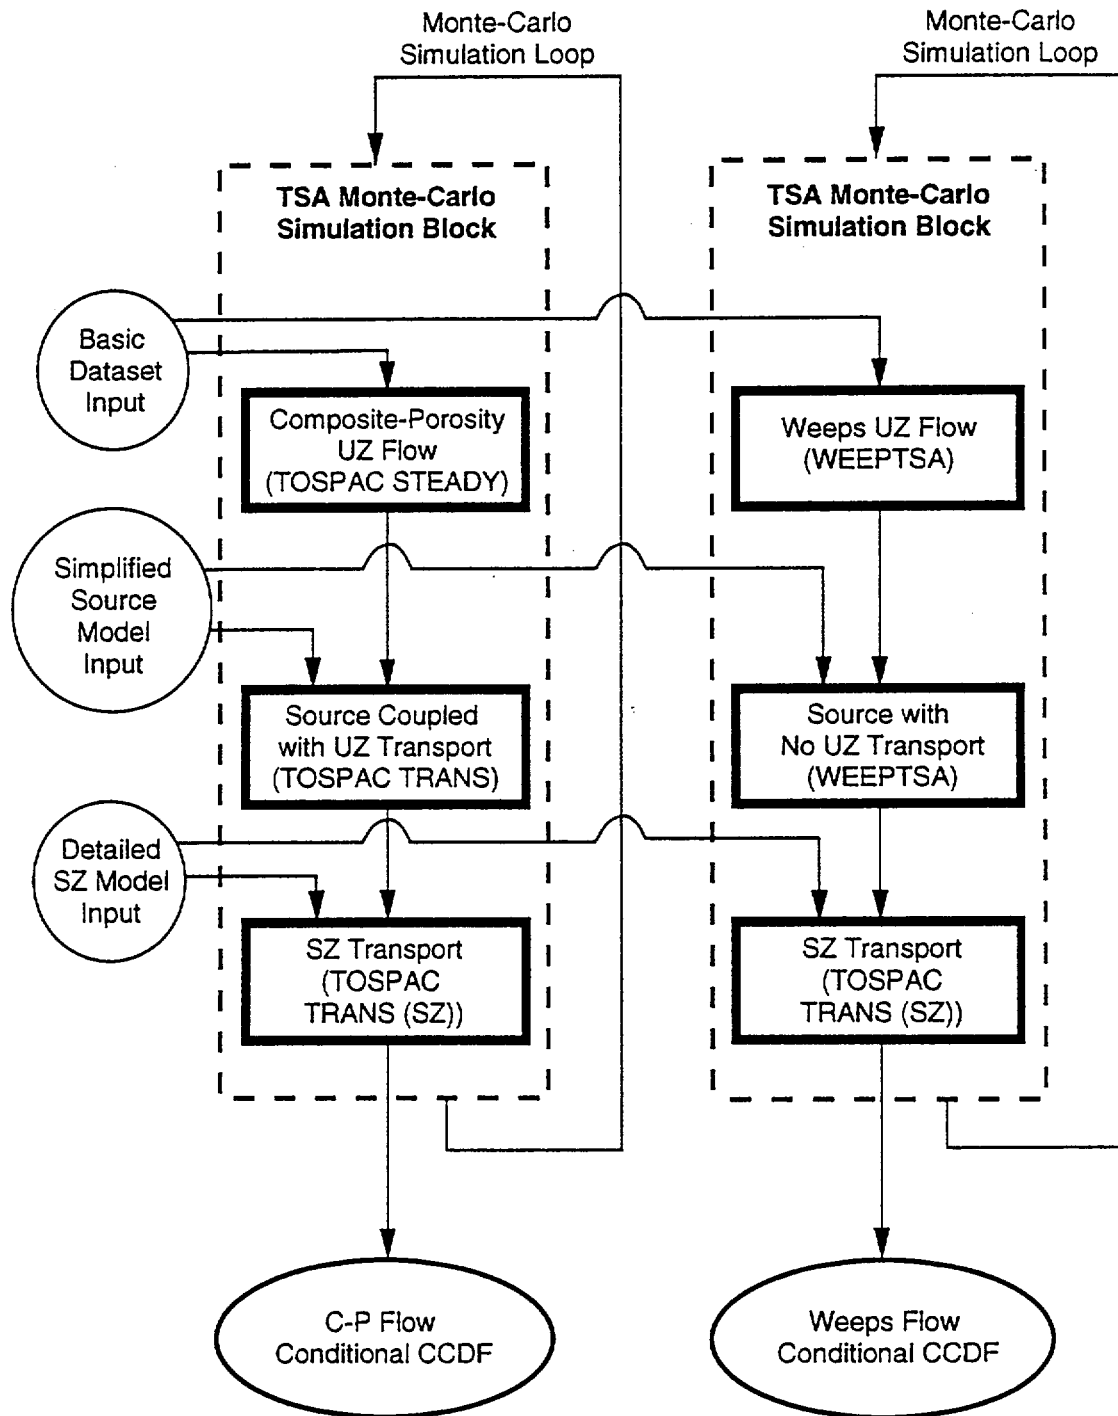 Monte-Carlo
Simulation Loop
Monte-Carlo
Simulation Loop
TSA Monte-Carlo
Simulation Block
TSA Monte-Carlo
Simulation Block
Basic
Dataset
Input
Composite-Porosity
UZ Flow
(TOSPAC STEADY)
Weeps UZ Flow
(WEEPTSA)
Simplified
Source
Model
Input
Source Coupled
with UZ Transport
(TOSPAC TRANS)
Source with
No UZ Transport
(WEEPTSA)
Detailed
SZ Model
Input
SZ Transport
(TOSPAC
TRANS (SZ))
SZ Transport
(TOSPAC
TRANS (SZ))
C-P Flow
Conditional CCDF
Weeps Flow
Conditional CCDF